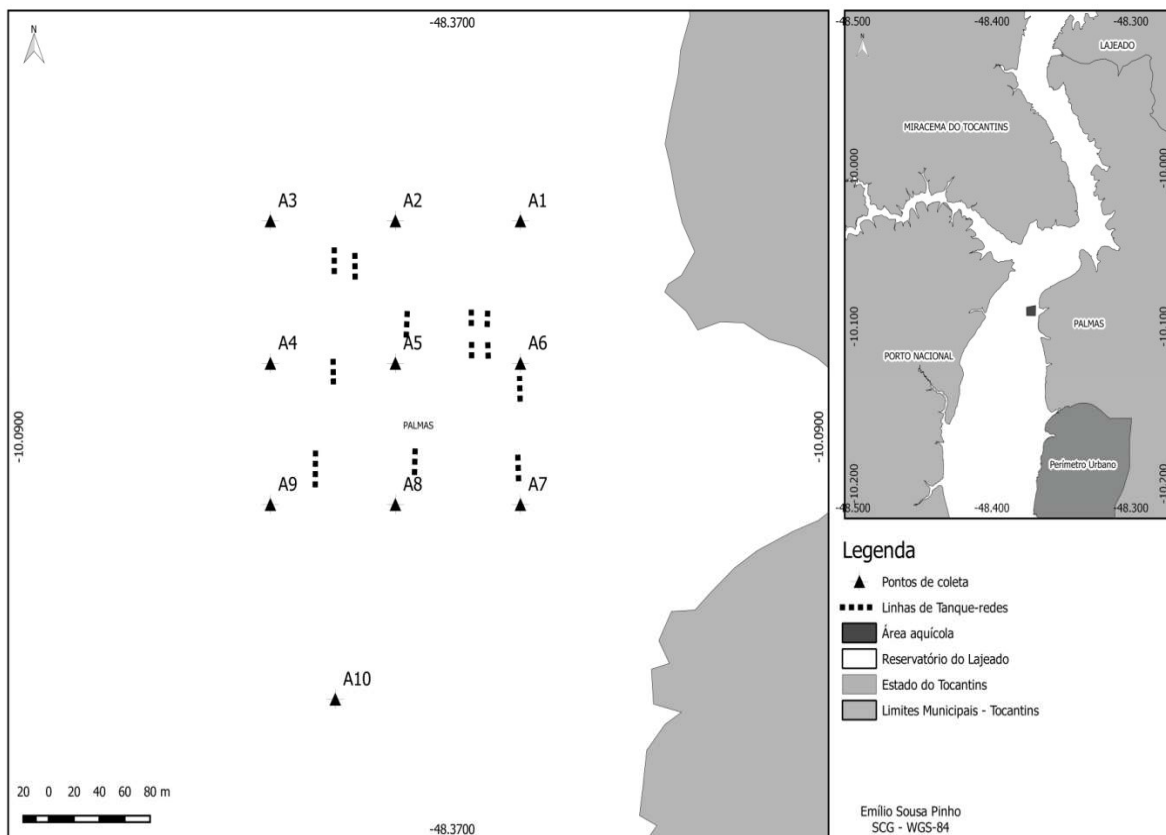 -48.3700
N
A3
A2
A1
A4
A5
A6
PALMAS
-10.0900
-10.0900
A9
A8
A7
A10
20 0 20 40 60 80 m
-48.3700
-48.500
-48.400
-48.300
N
LAJEADO
MIRACEMA DO TOCANTINS
-10.000
-10.000
-10.100
-10.100
PALMAS
PORTO NACIONAL
Perímetro Urbano
-10.200
-10.200
-48.500
-48.400
-48.300
Legenda
Pontos de coleta
Linhas de Tanque-redes
Área aquícola
Reservatório do Lajeado
Estado do Tocantins
Limites Municipais - Tocantins
Emílio Sousa Pinho
SCG - WGS-84